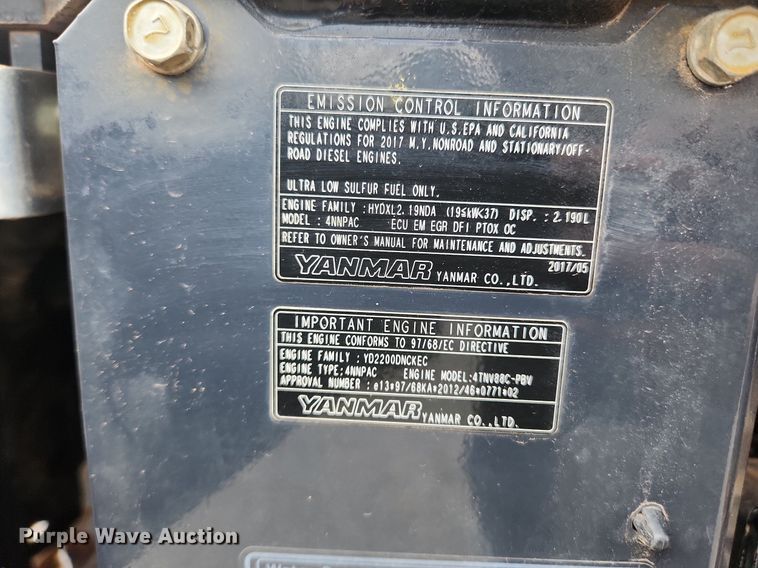 EMISSION CONTROL INFORMATION
THIS ENGINE COMPLIES WITH U.S.EPA AND CALIFORNIA
REGULATIONS FOR 2017 M.Y.NONROAD AND STATIONARY/OFF-
ROAD DIESEL ENGINES.
ULTRA LOW SULFUR FUEL ONLY.
ENGINE FAMILY : HYDXL2.19NDA (19≤kW<37) DISP. : 2.190L
MODEL : 4NNPAC ECU EM EGR DFI PTOX OC
REFER TO OWNER'S MANUAL FOR MAINTENANCE AND ADJUSTMENTS.
2017/05
YANMAR YANMAR CO.,LTD.
IMPORTANT ENGINE INFORMATION
THIS ENGINE CONFORMS TO 97/68/EC DIRECTIVE
ENGINE FAMILY : YD2200DNCKEC
ENGINE TYPE:4NNPAC ENGINE MODEL:4TNV88C-PBV
APPROVAL NUMBER : e13*97/68KA*2012/46*0771*02
YANMAR YANMAR CO.,LTD.
Purple Wave Auction